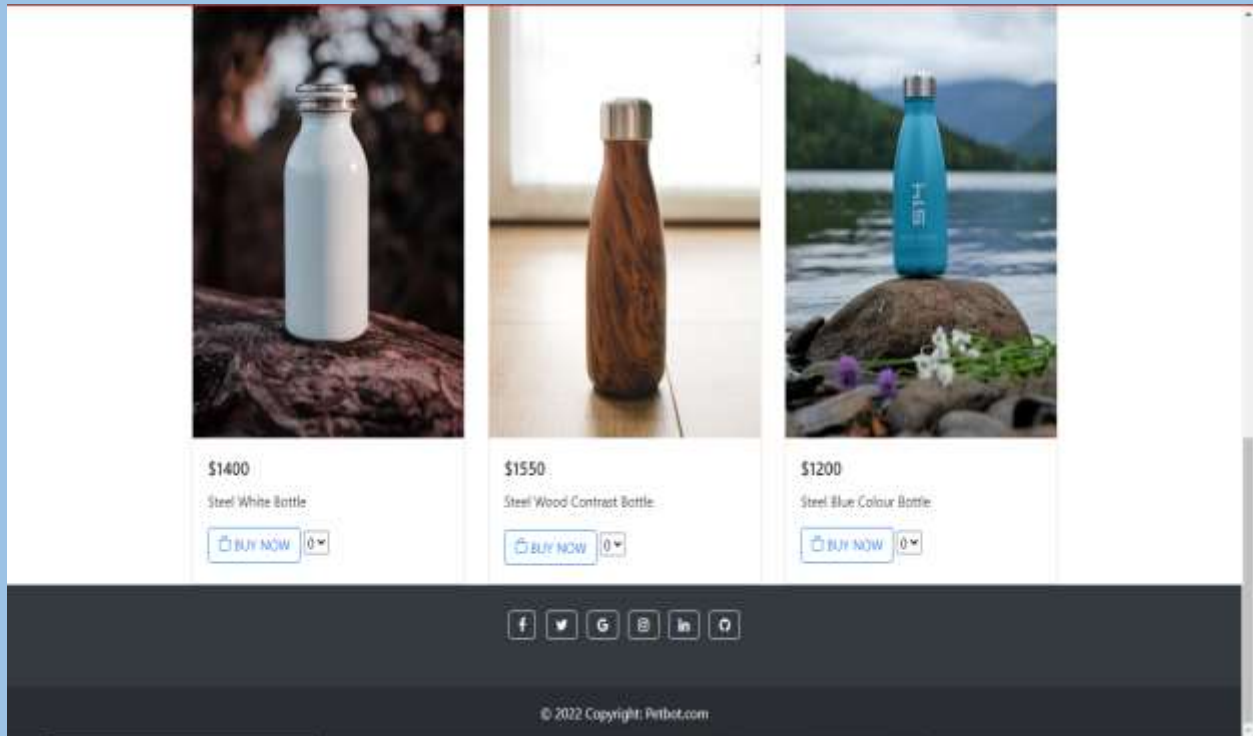 $1400
Steel White Bottle
BUY NOW 0
$1550
Steel Wood Contrast Bottle
BUY NOW 0
$1200
Steel Blue Colour Bottle
BUY NOW 0
© 2022 Copyright: Petbot.com